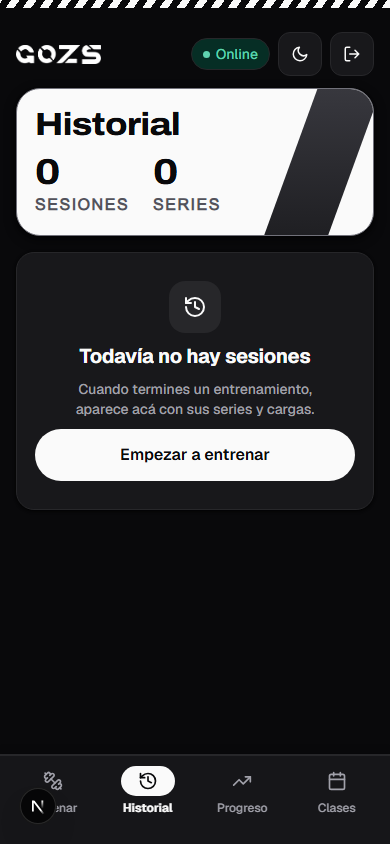 GOZS
Online
Historial
0 0
SESIONES SERIES
Todavía no hay sesiones
Cuando termines un entrenamiento,
aparece acá con sus series y cargas.
Empezar a entrenar
N enar Historial Progreso Clases